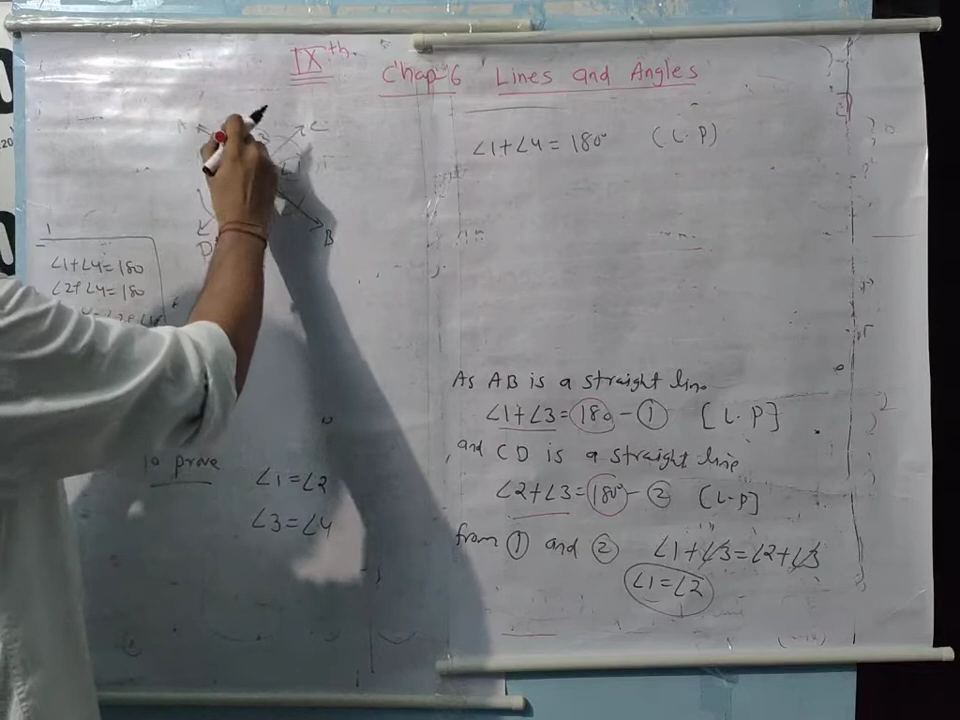 IXth.
Chap 6 Lines and Angles
A
C
D
B
∠1+∠4=180
∠2+∠4=180
To prove
∠1=∠2
∠3=∠4
∠1+∠4=180° (L.P)
As AB is a straight line
∠1+∠3=180-① [L.P]
and CD is a straight line
∠2+∠3=180°-② [L.P]
from ① and ② ∠1+∠3=∠2+∠3
∠1=∠2